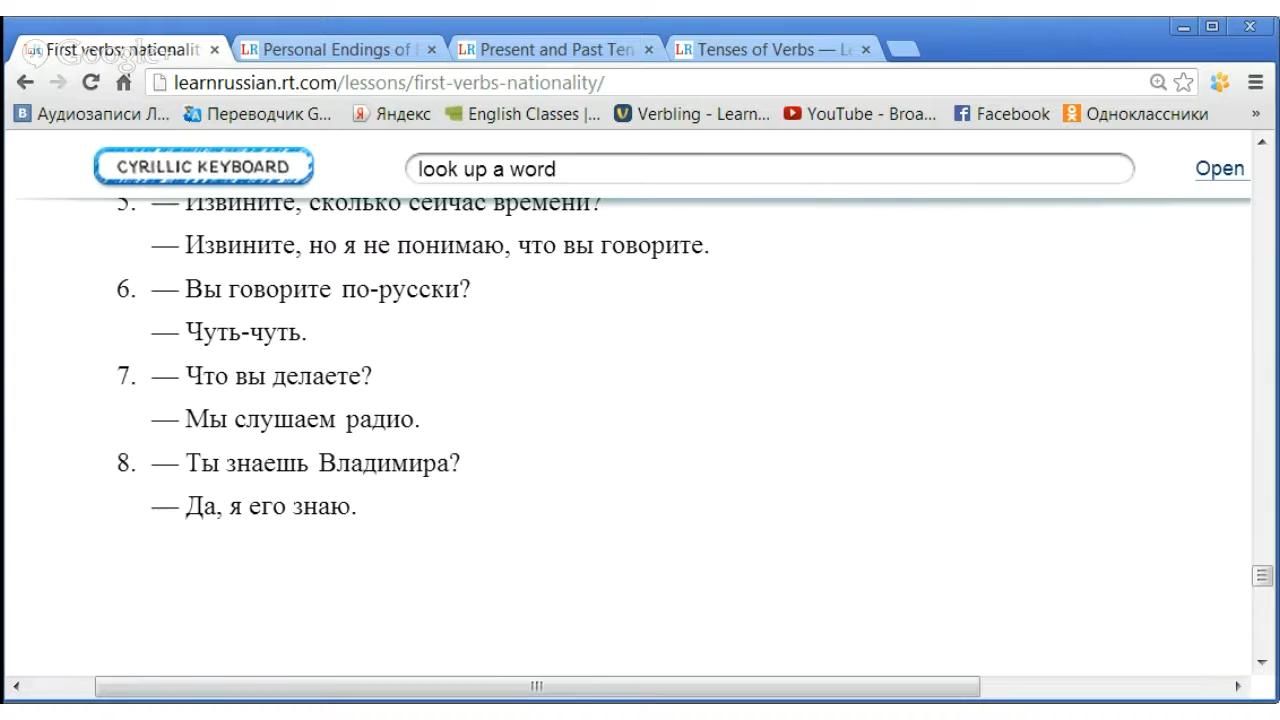 First verbs: nationalit
Personal Endings of
Present and Past Ten
Tenses of Verbs — Le
learnrussian.rt.com/lessons/first-verbs-nationality/
Аудиозаписи Л... Переводчик G... Яндекс English Classes |... Verbling - Learn... YouTube - Broa... Facebook Одноклассники »
CYRILLIC KEYBOARD look up a word Open
5. — Извините, сколько сейчас времени?
— Извините, но я не понимаю, что вы говорите.
6. — Вы говорите по-русски?
— Чуть-чуть.
7. — Что вы делаете?
— Мы слушаем радио.
8. — Ты знаешь Владимира?
— Да, я его знаю.